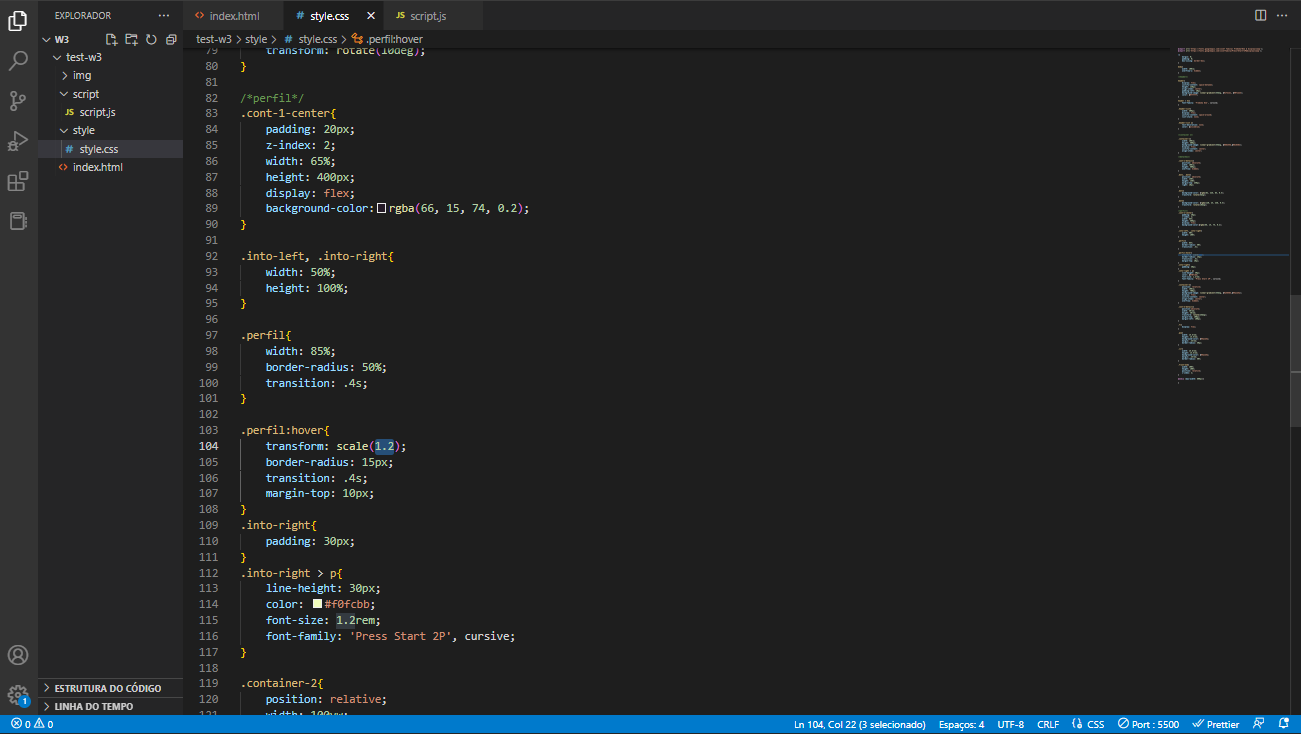 EXPLORADOR
W3
test-w3
img
script
JS script.js
style
# style.css
<> index.html
ESTRUTURA DO CÓDIGO
LINHA DO TEMPO
<> index.html # style.css JS script.js
test-w3 > style > # style.css > .perfil:hover
79 transform: rotate(10deg);
80 }
81
82 /*perfil*/
83 .cont-1-center{
84 padding: 20px;
85 z-index: 2;
86 width: 65%;
87 height: 400px;
88 display: flex;
89 background-color: rgba(66, 15, 74, 0.2);
90 }
91
92 .into-left, .into-right{
93 width: 50%;
94 height: 100%;
95 }
96
97 .perfil{
98 width: 85%;
99 border-radius: 50%;
100 transition: .4s;
101 }
102
103 .perfil:hover{
104 transform: scale(1.2);
105 border-radius: 15px;
106 transition: .4s;
107 margin-top: 10px;
108 }
109 .into-right{
110 padding: 30px;
111 }
112 .into-right > p{
113 line-height: 30px;
114 color: #f0fcbb;
115 font-size: 1.2rem;
116 font-family: 'Press Start 2P', cursive;
117 }
118
119 .container-2{
120 position: relative;
121 width: 100vw;
1
0 0 Ln 104, Col 22 (3 selecionado) Espaços: 4 UTF-8 CRLF CSS Port : 5500 Prettier